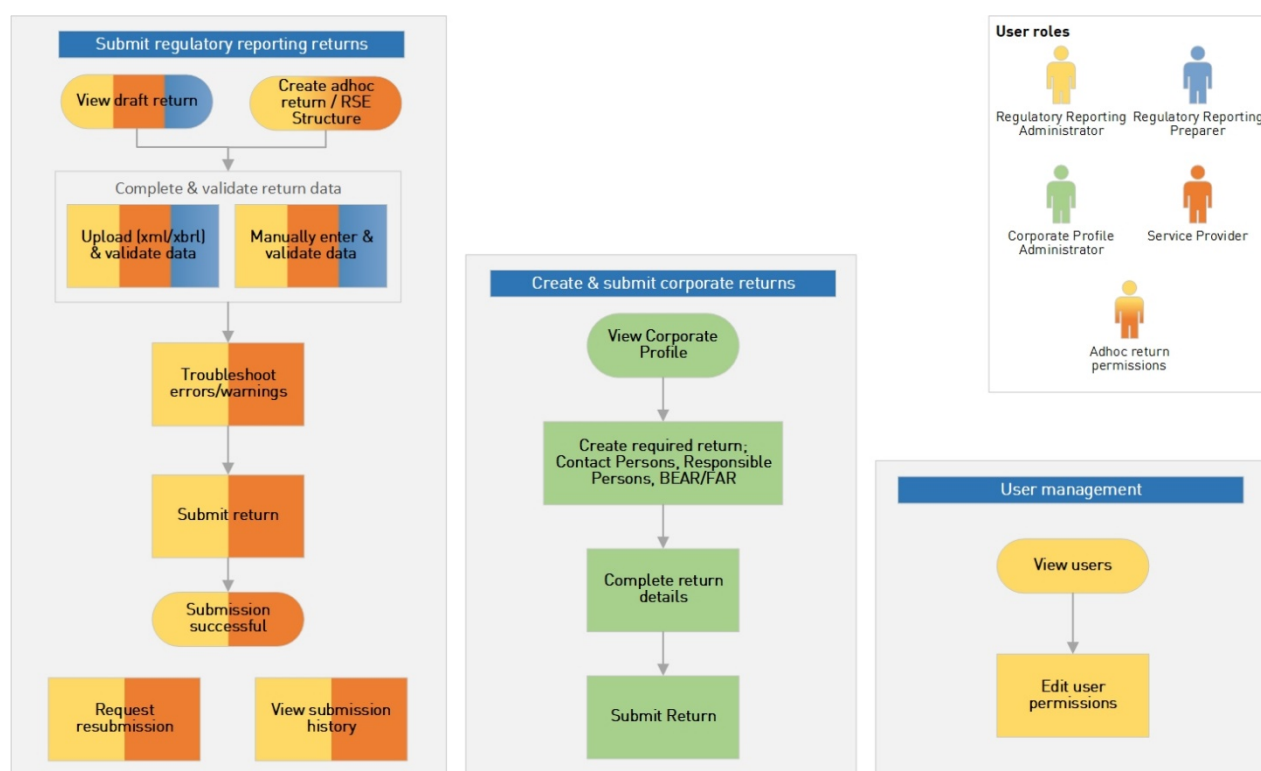 Submit regulatory reporting returns
View draft return
Create adhoc
return / RSE
Structure
Complete & validate return data
Upload (xml/xbrl)
& validate data
Manually enter &
validate data
Troubleshoot
errors/warnings
Submit return
Submission
successful
Request
resubmission
View submission
history
Create & submit corporate returns
View Corporate
Profile
Create required return;
Contact Persons, Responsible
Persons, BEAR/FAR
Complete return
details
Submit Return
User roles
Regulatory Reporting
Administrator
Regulatory Reporting
Preparer
Corporate Profile
Administrator
Service Provider
Adhoc return
permissions
User management
View users
Edit user
permissions